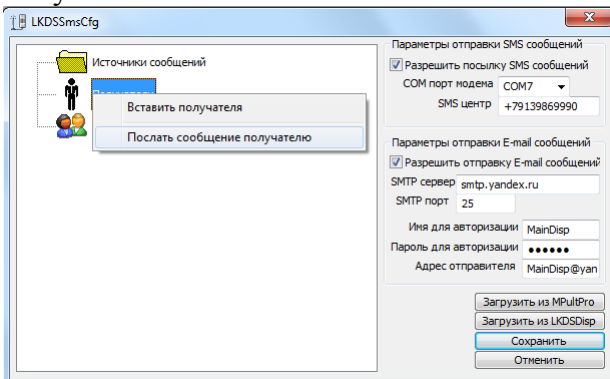 LKDSSmsCfg
Источники сообщений
Вставить получателя
Послать сообщение получателю
Параметры отправки SMS сообщений
Разрешить посылку SMS сообщений
COM порт модема COM7
SMS центр +79139869990
Параметры отправки E-mail сообщений
Разрешить отправку E-mail сообщений
SMTP сервер smtp.yandex.ru
SMTP порт 25
Имя для авторизации MainDisp
Пароль для авторизации ••••••
Адрес отправителя MainDisp@yan
Загрузить из MPultPro
Загрузить из LKDSDisp
Сохранить
Отменить